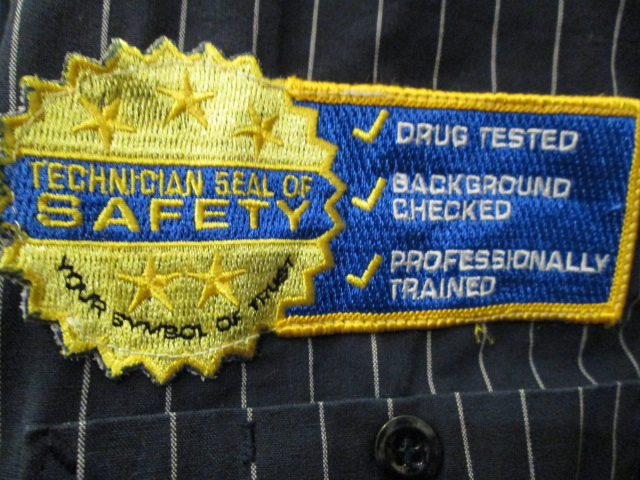 TECHNICIAN SEAL OF
SAFETY
YOUR SYMBOL OF TRUST
DRUG TESTED
BACKGROUND
CHECKED
PROFESSIONALLY
TRAINED